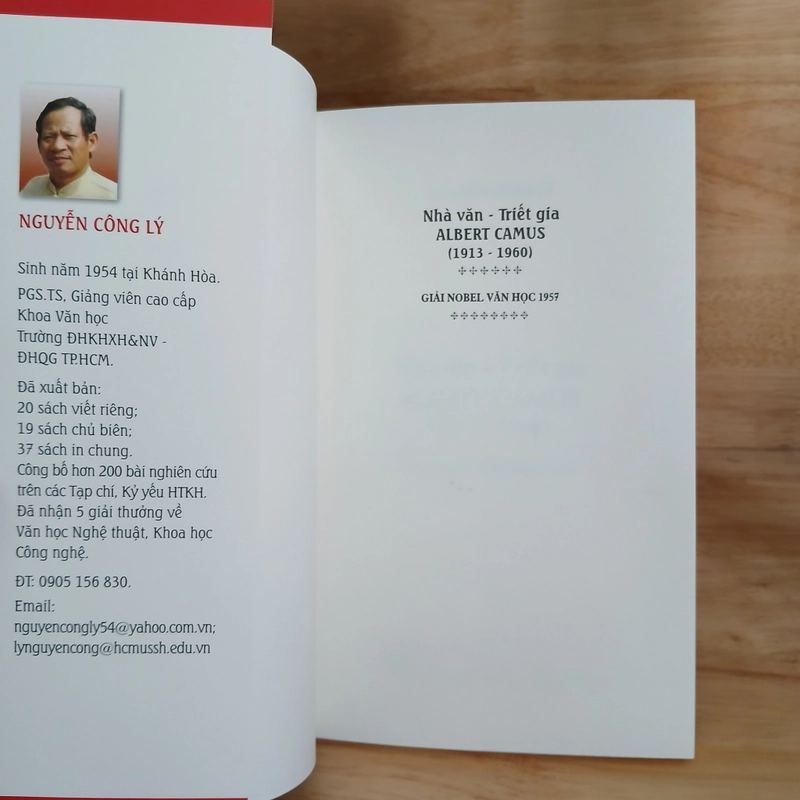 NGUYỄN CÔNG LÝ
Sinh năm 1954 tại Khánh Hòa.
PGS.TS, Giảng viên cao cấp
Khoa Văn học
Trường ĐHKHXH&NV -
ĐHQG TP.HCM.
Đã xuất bản:
20 sách viết riêng;
19 sách chủ biên;
37 sách in chung.
Công bố hơn 200 bài nghiên cứu
trên các Tạp chí, Kỷ yếu HTKH.
Đã nhận 5 giải thưởng về
Văn học Nghệ thuật, Khoa học
Công nghệ.
ĐT: 0905 156 830.
Email:
nguyencongly54@yahoo.com.vn;
lynguyencong@hcmussh.edu.vn
Nhà văn - Triết gia
ALBERT CAMUS
(1913 - 1960)
GIẢI NOBEL VĂN HỌC 1957